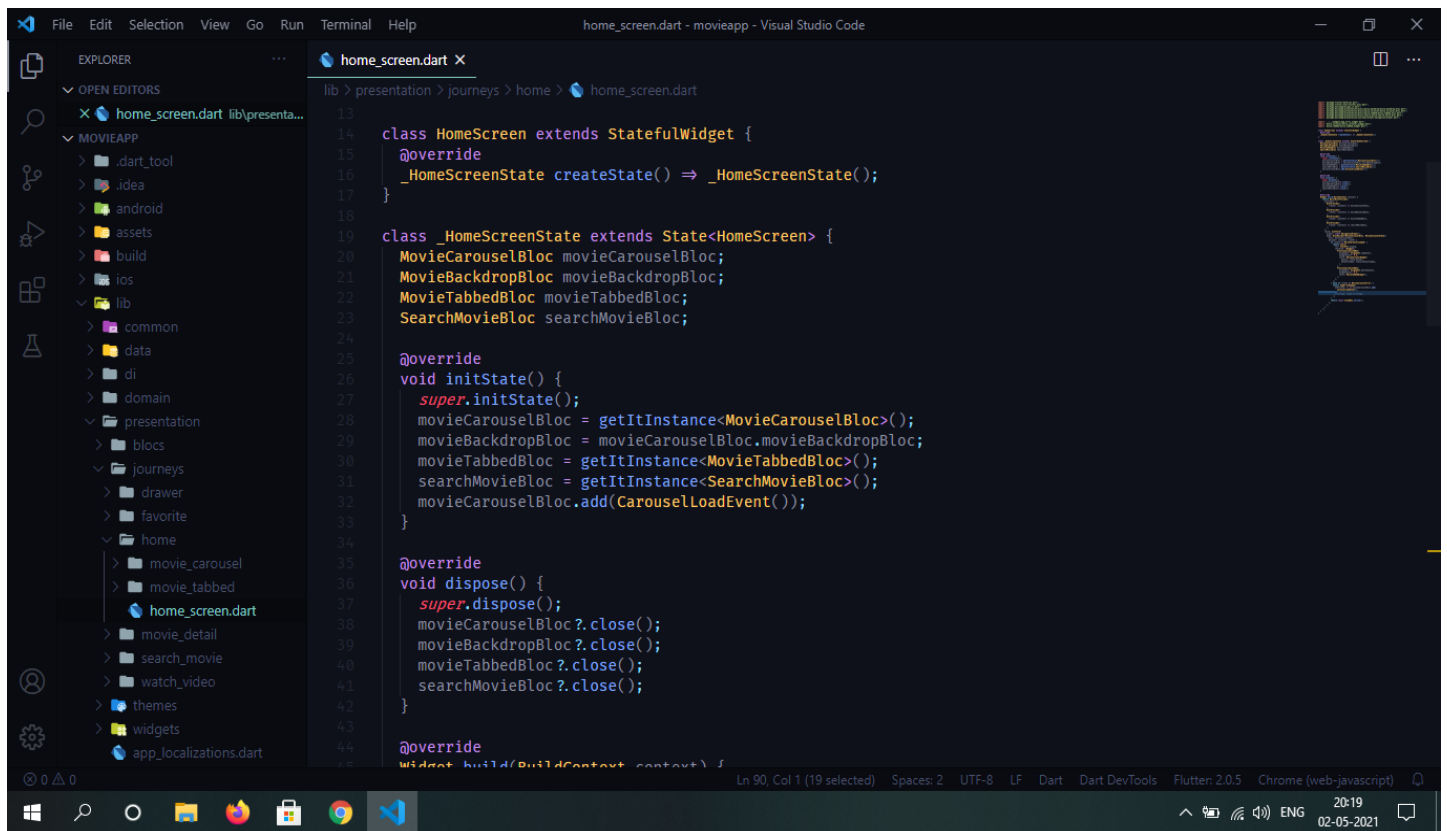 File Edit Selection View Go Run Terminal Help home_screen.dart - movieapp - Visual Studio Code
EXPLORER
OPEN EDITORS
home_screen.dart lib\presenta...
MOVIEAPP
.dart_tool
.idea
android
assets
build
ios
lib
common
data
di
domain
presentation
blocs
journeys
drawer
favorite
home
movie_carousel
movie_tabbed
home_screen.dart
movie_detail
search_movie
watch_video
themes
widgets
app_localizations.dart
home_screen.dart
lib > presentation > journeys > home > home_screen.dart
13
14 class HomeScreen extends StatefulWidget {
15 @override
16 _HomeScreenState createState() => _HomeScreenState();
17 }
18
19 class _HomeScreenState extends State<HomeScreen> {
20 MovieCarouselBloc movieCarouselBloc;
21 MovieBackdropBloc movieBackdropBloc;
22 MovieTabbedBloc movieTabbedBloc;
23 SearchMovieBloc searchMovieBloc;
24
25 @override
26 void initState() {
27 super.initState();
28 movieCarouselBloc = getItInstance<MovieCarouselBloc>();
29 movieBackdropBloc = movieCarouselBloc.movieBackdropBloc;
30 movieTabbedBloc = getItInstance<MovieTabbedBloc>();
31 searchMovieBloc = getItInstance<SearchMovieBloc>();
32 movieCarouselBloc.add(CarouselLoadEvent());
33 }
34
35 @override
36 void dispose() {
37 super.dispose();
38 movieCarouselBloc?.close();
39 movieBackdropBloc?.close();
40 movieTabbedBloc?.close();
41 searchMovieBloc?.close();
42 }
43
44 @override
45 Widget build(BuildContext context) {
0 0 Ln 90, Col 1 (19 selected) Spaces: 2 UTF-8 LF Dart Dart DevTools Flutter: 2.0.5 Chrome (web-javascript)
ENG 20:19
02-05-2021